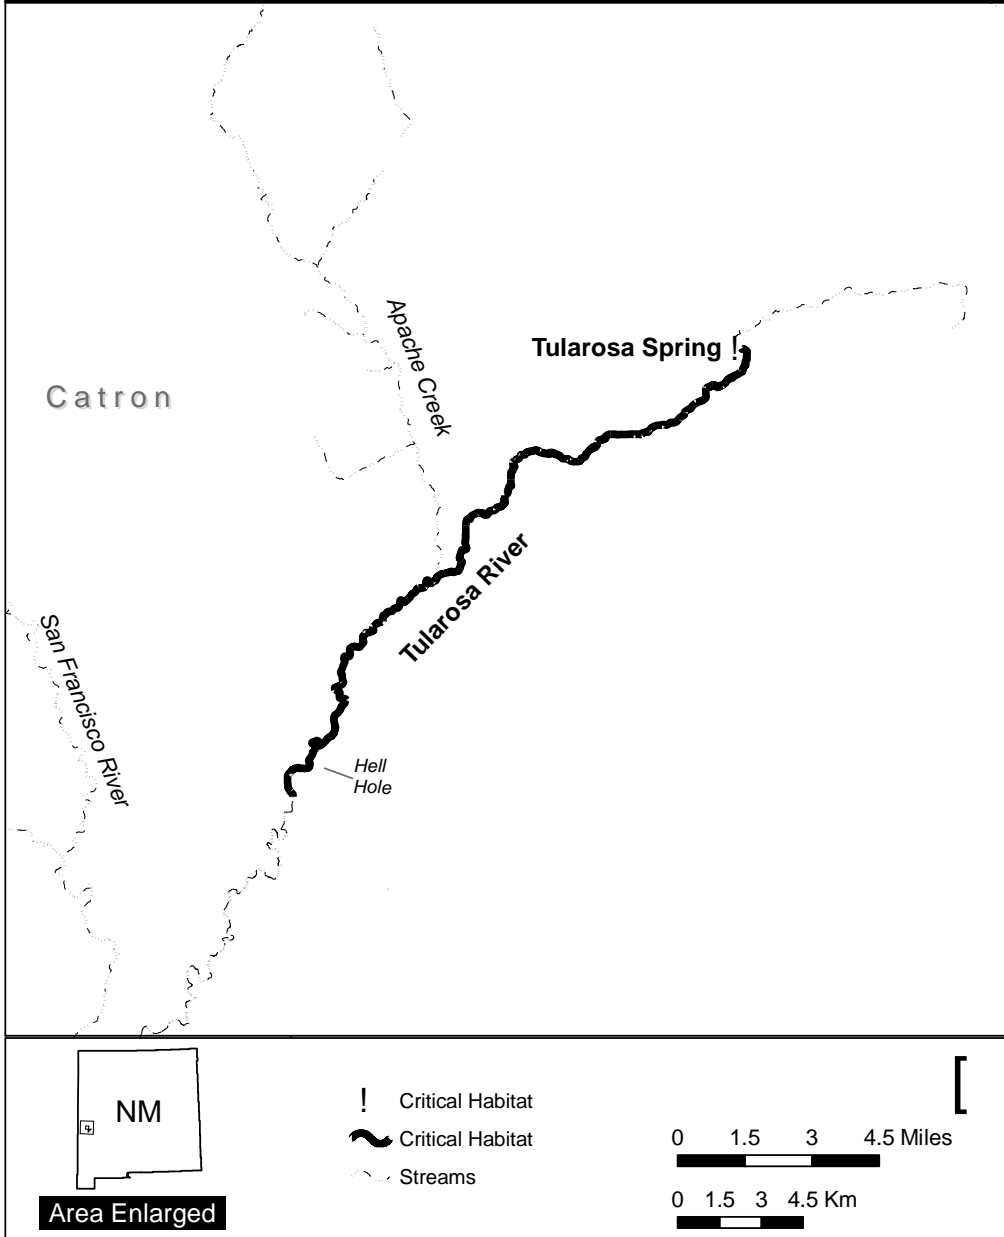 Apache Creek
Tularosa Spring !
Catron
Tularosa River
San Francisco River
Hell
Hole
NM
Area Enlarged
! Critical Habitat
Critical Habitat
Streams
[
0 1.5 3 4.5 Miles
0 1.5 3 4.5 Km